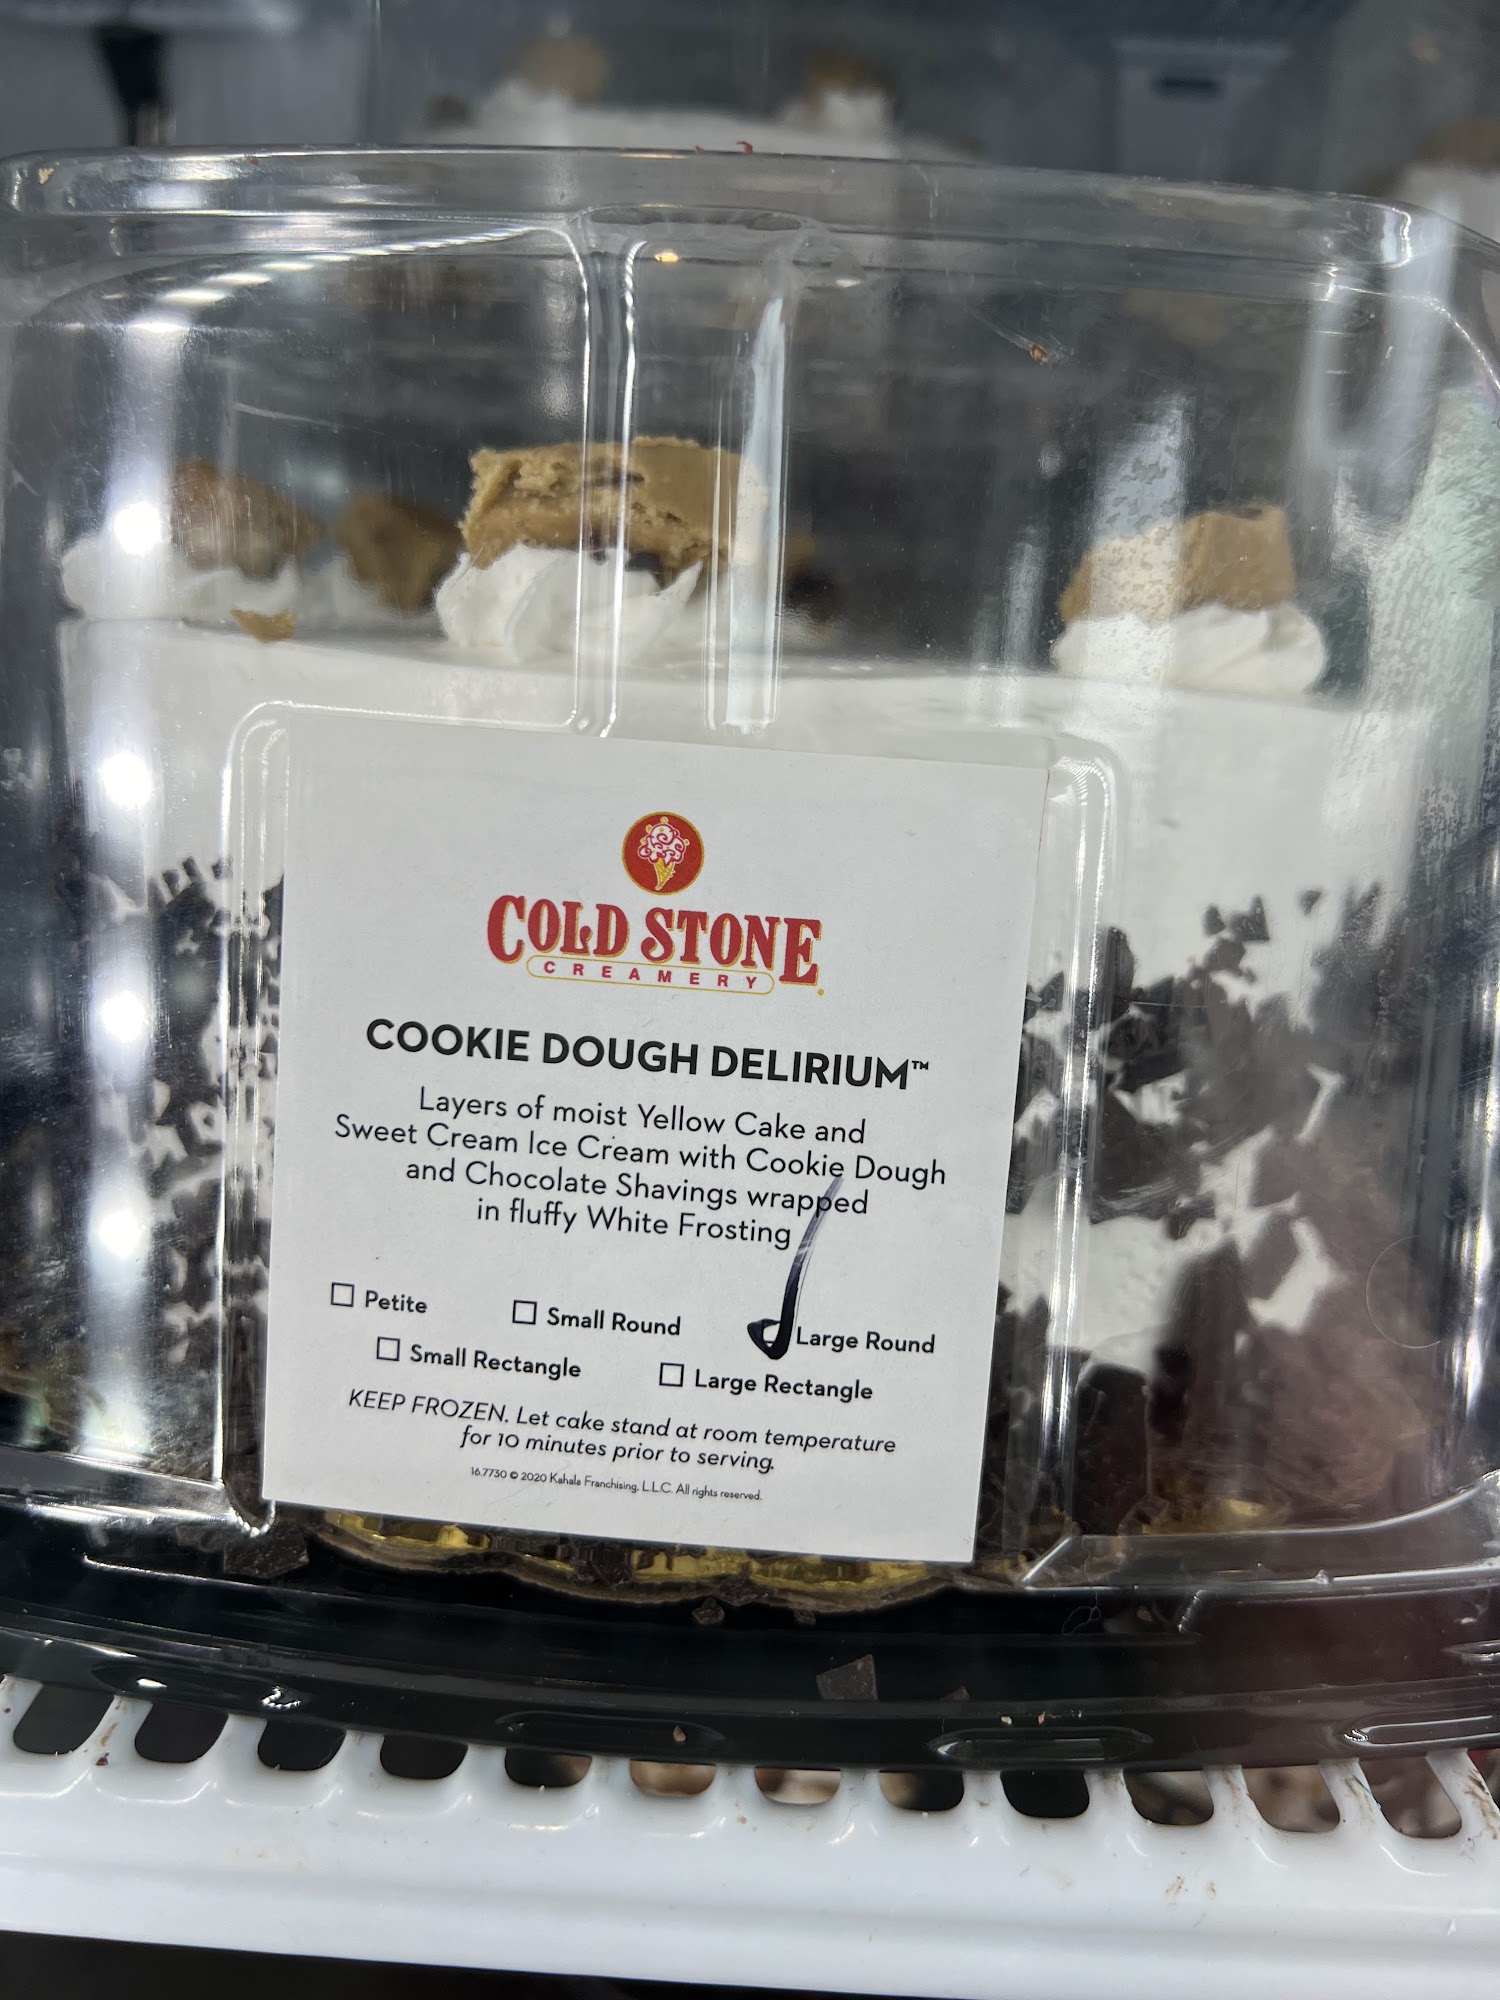 COLD STONE
CREAMERY
COOKIE DOUGH DELIRIUM™
Layers of moist Yellow Cake and
Sweet Cream Ice Cream with Cookie Dough
and Chocolate Shavings wrapped
in fluffy White Frosting
Petite Small Round Large Round
Small Rectangle Large Rectangle
KEEP FROZEN. Let cake stand at room temperature
for 10 minutes prior to serving.
16.7730 © 2020 Kahala Franchising, L.L.C. All rights reserved.